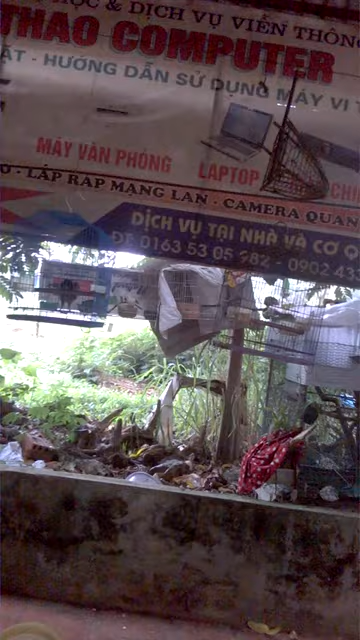 HỌC & DỊCH VỤ VIỄN THÔNG
THAO COMPUTER
ẶT - HƯỚNG DẪN SỬ DỤNG MÁY VI
MÁY VĂN PHÒNG
LAPTOP
- LẮP RÁP MẠNG LAN - CAMERA QUAN
DỊCH VỤ TẠI NHÀ VÀ CƠ Q
ĐT 0163 53 05 982 - 0902 43